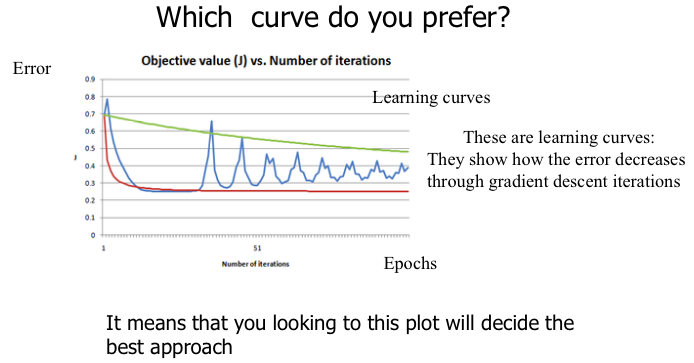 Which curve do you prefer?
Objective value (J) vs. Number of iterations
Error
0.9
0.8
Learning curves
0.7
0.6
These are learning curves:
0.5
They show how the error decreases
0.4
through gradient descent iterations
0.3
0.2
0.1
0
1
51
Number of iterations
Epochs
It means that you looking to this plot will decide the
best approach